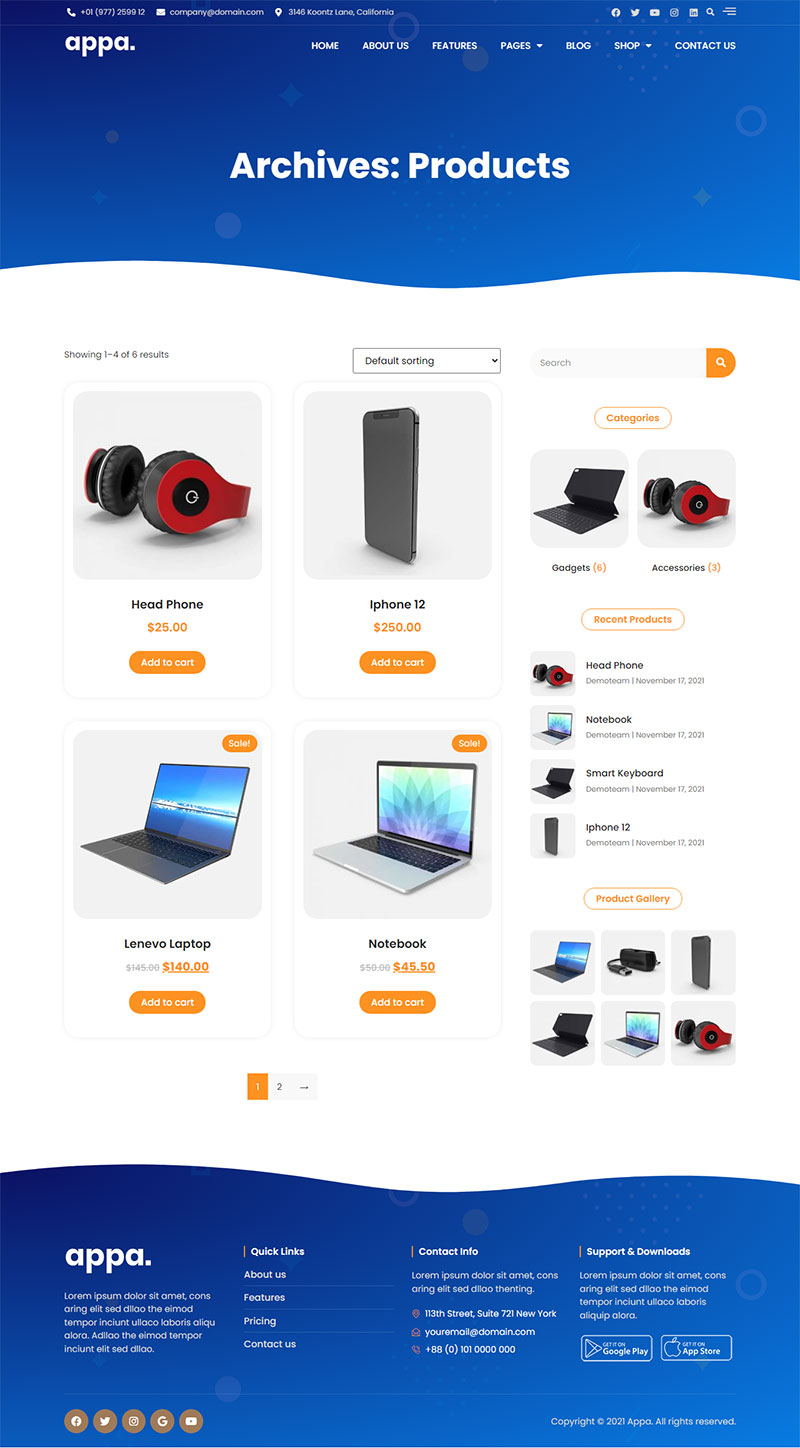 +01 (977) 2599 12 company@domain.com 3146 Koontz Lane, California
appa.
HOME ABOUT US FEATURES PAGES BLOG SHOP CONTACT US
Archives: Products
Showing 1–4 of 6 results
Default sorting
Head Phone
$25.00
Add to cart
Iphone 12
$250.00
Add to cart
Sale!
Lenevo Laptop
$145.00 $140.00
Add to cart
Sale!
Notebook
$50.00 $45.50
Add to cart
1 2 →
Search
Categories
Gadgets (6)
Accessories (3)
Recent Products
Head Phone
Demoteam | November 17, 2021
Notebook
Demoteam | November 17, 2021
Smart Keyboard
Demoteam | November 17, 2021
Iphone 12
Demoteam | November 17, 2021
Product Gallery
appa.
Lorem ipsum dolor sit amet, cons
aring elit sed dllao the eimod
tempor inciunt ullaco laboris aliqu
alora. Adllao the eimod tempor
inciunt elit sed dllao.
Quick Links
About us
Features
Pricing
Contact us
Contact Info
Lorem ipsum dolor sit amet, cons
aring elit sed dllao thenting.
113th Street, Suite 721 New York
youremail@domain.com
+88 (0) 101 0000 000
Support & Downloads
Lorem ipsum dolor sit amet, cons
aring elit sed dllao the eimod
tempor inciunt ullaco laboris
aliquip alora.
GET IT ON
Google Play
GET IT ON
App Store
Copyright © 2021 Appa. All rights reserved.